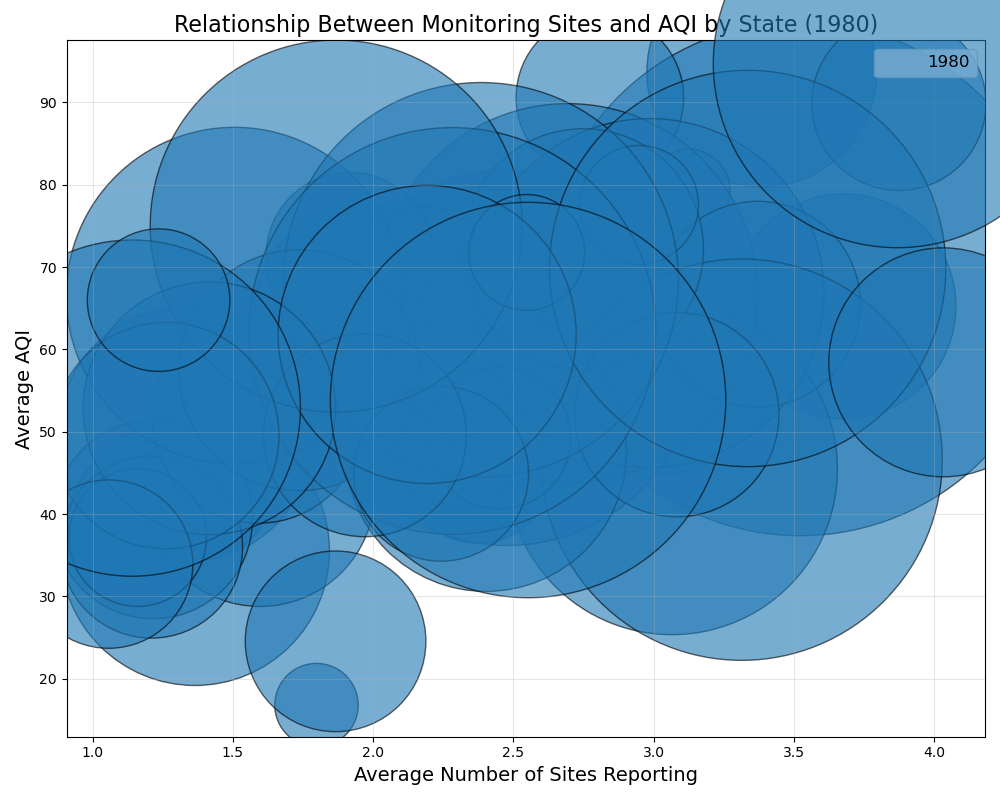 Relationship Between Monitoring Sites and AQI by State (1980)
1980
90
80
70
60
50
40
30
20
Average AQI
1.0 1.5 2.0 2.5 3.0 3.5 4.0
Average Number of Sites Reporting